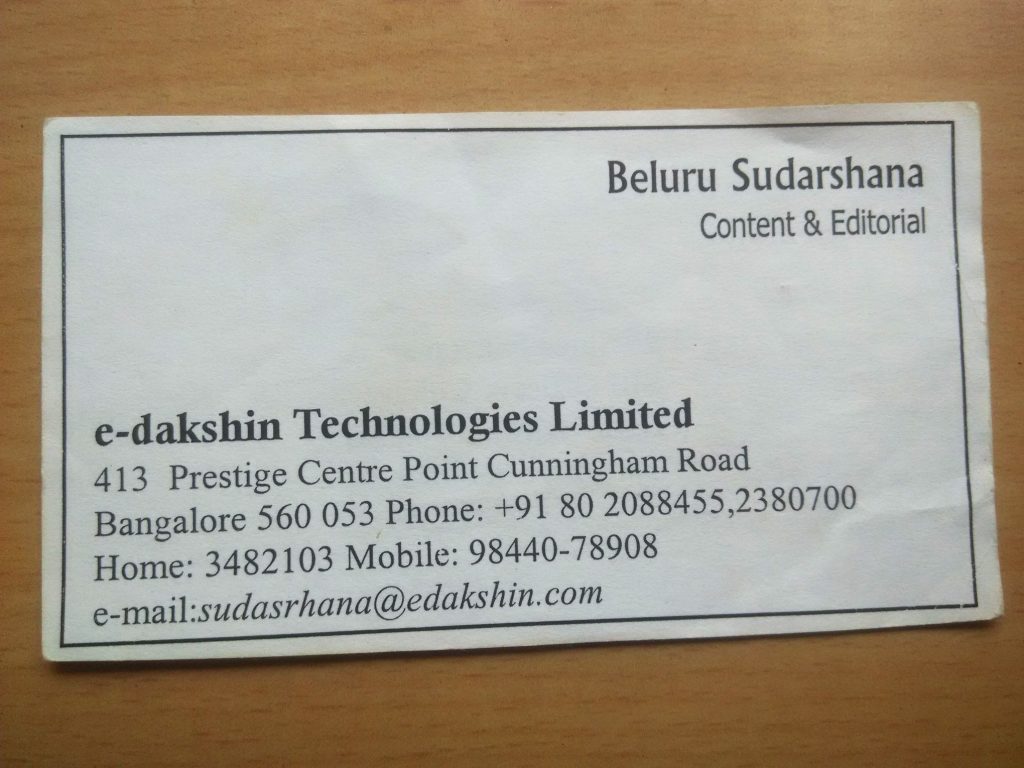 Beluru Sudarshana
Content & Editorial
e-dakshin Technologies Limited
413 Prestige Centre Point Cunningham Road
Bangalore 560 053 Phone: +91 80 2088455,2380700
Home: 3482103 Mobile: 98440-78908
e-mail:sudasrhana@edakshin.com